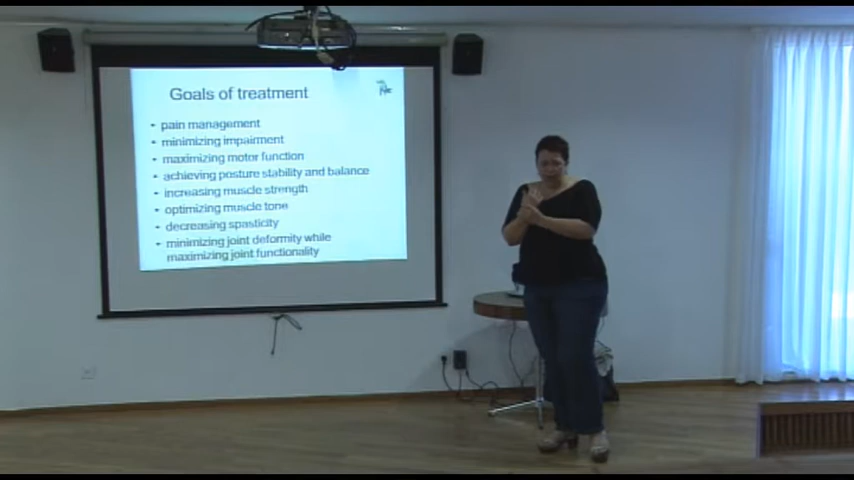 Goals of treatment
• pain management
• minimizing impairment
• maximizing motor function
• achieving posture stability and balance
• increasing muscle strength
• optimizing muscle tone
• decreasing spasticity
• minimizing joint deformity while
maximizing joint functionality